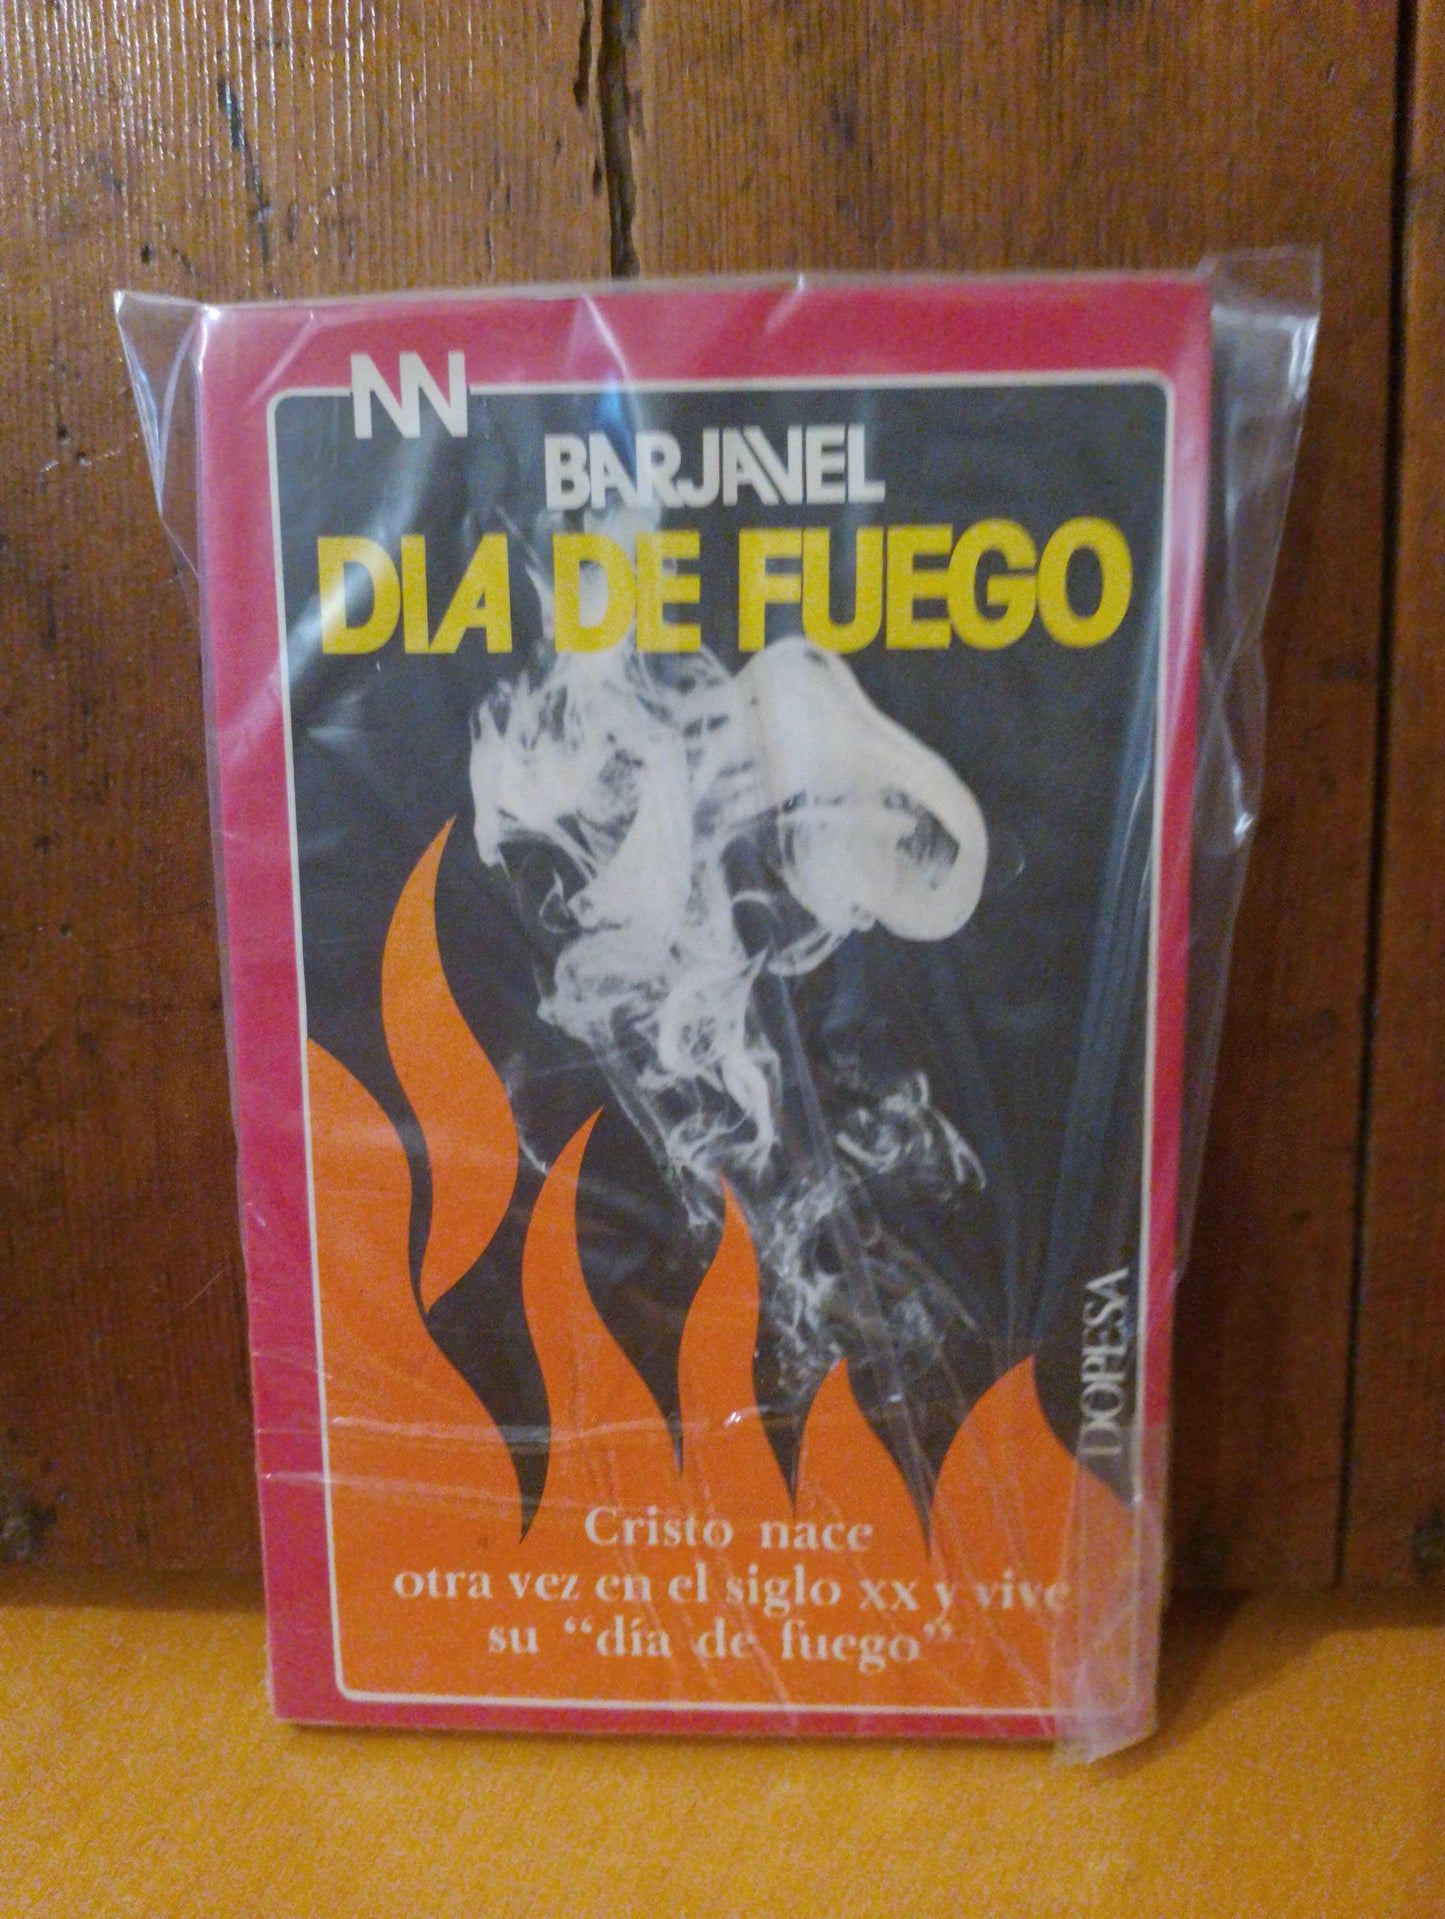 NN
BARJAVEL
DIA DE FUEGO
DOPESA
Cristo nace
otra vez en el siglo xx y vive
su “día de fuego”